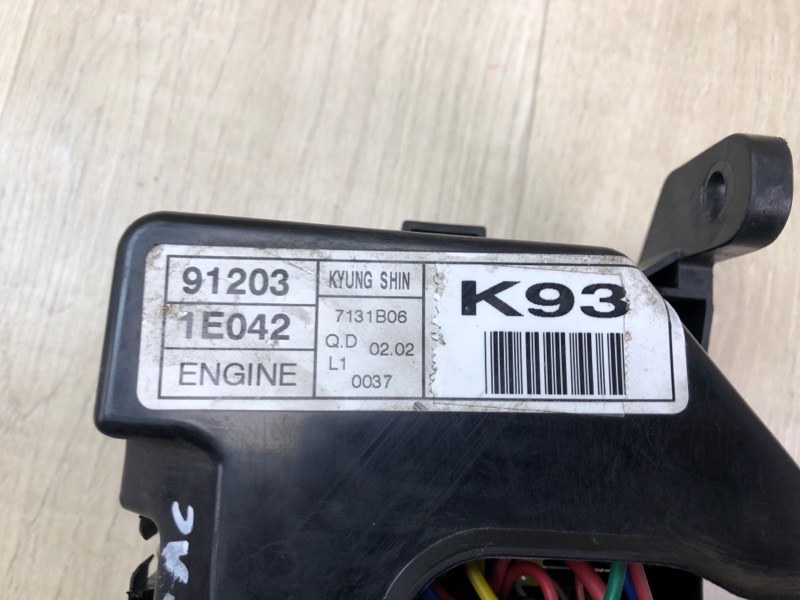 91203
1E042
ENGINE
KYUNG SHIN
7131B06
Q.D 02.02
L1
0037
K93